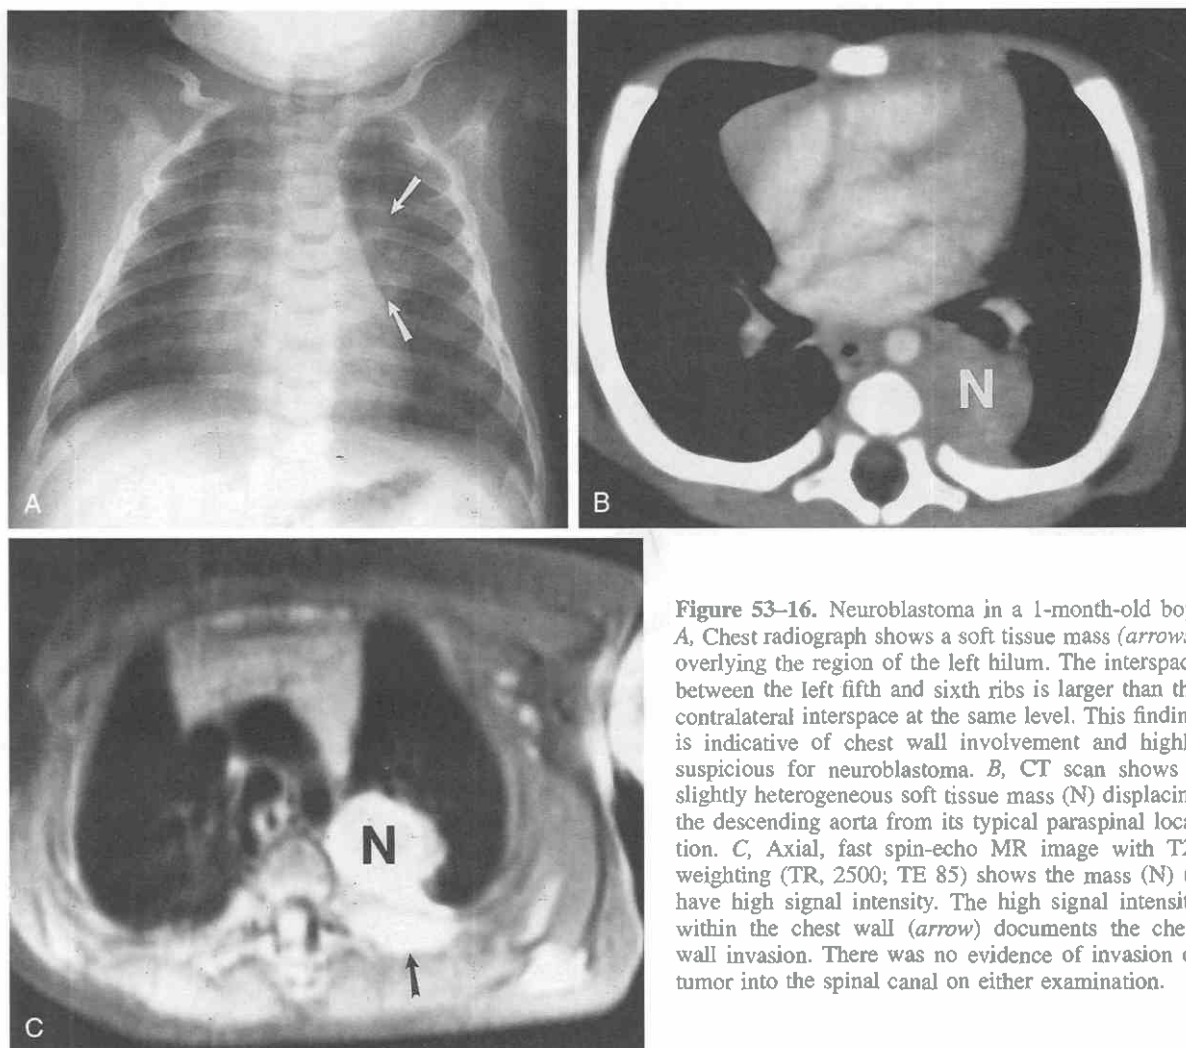 A
B
N
C
N
Figure 53–16. Neuroblastoma in a 1-month-old bo
A, Chest radiograph shows a soft tissue mass (arrows
overlying the region of the left hilum. The interspac
between the left fifth and sixth ribs is larger than th
contralateral interspace at the same level. This findin
is indicative of chest wall involvement and highl
suspicious for neuroblastoma. B, CT scan shows
slightly heterogeneous soft tissue mass (N) displacin
the descending aorta from its typical paraspinal loca
tion. C, Axial, fast spin-echo MR image with T2
weighting (TR, 2500; TE 85) shows the mass (N)
have high signal intensity. The high signal intensit
within the chest wall (arrow) documents the che
wall invasion. There was no evidence of invasion o
tumor into the spinal canal on either examination.